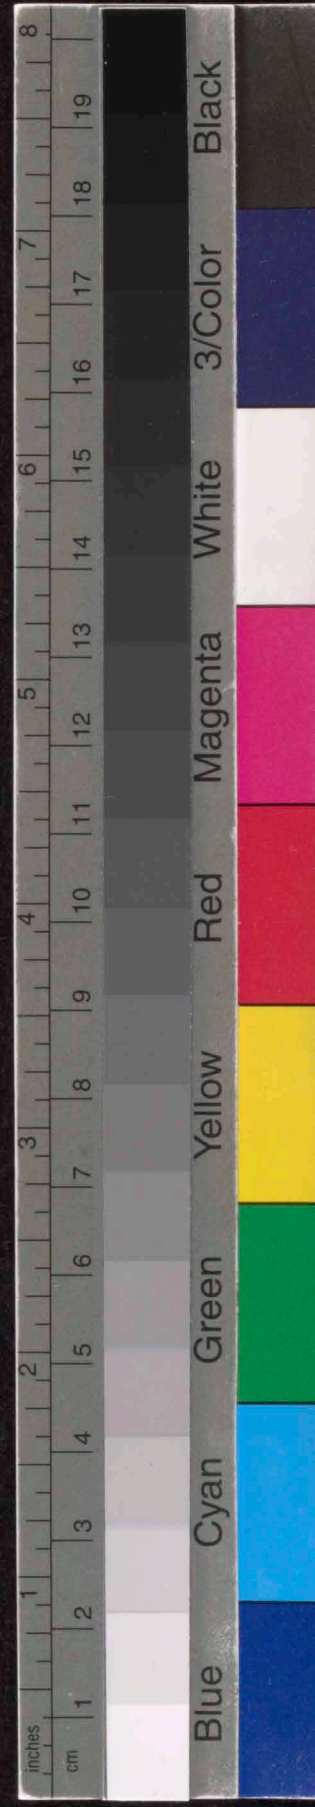 inches 1 2 3 4 5 6 7 8
cm 1 2 3 4 5 6 7 8 9 10 11 12 13 14 15 16 17 18 19
Blue Cyan Green Yellow Red Magenta White 3/Color Black